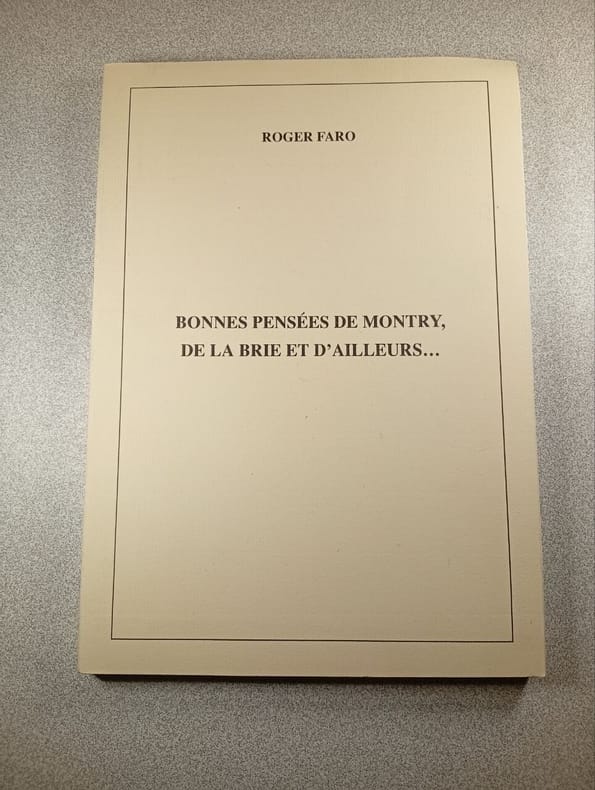 ROGER FARO
BONNES PENSÉES DE MONTRY,
DE LA BRIE ET D’AILLEURS…